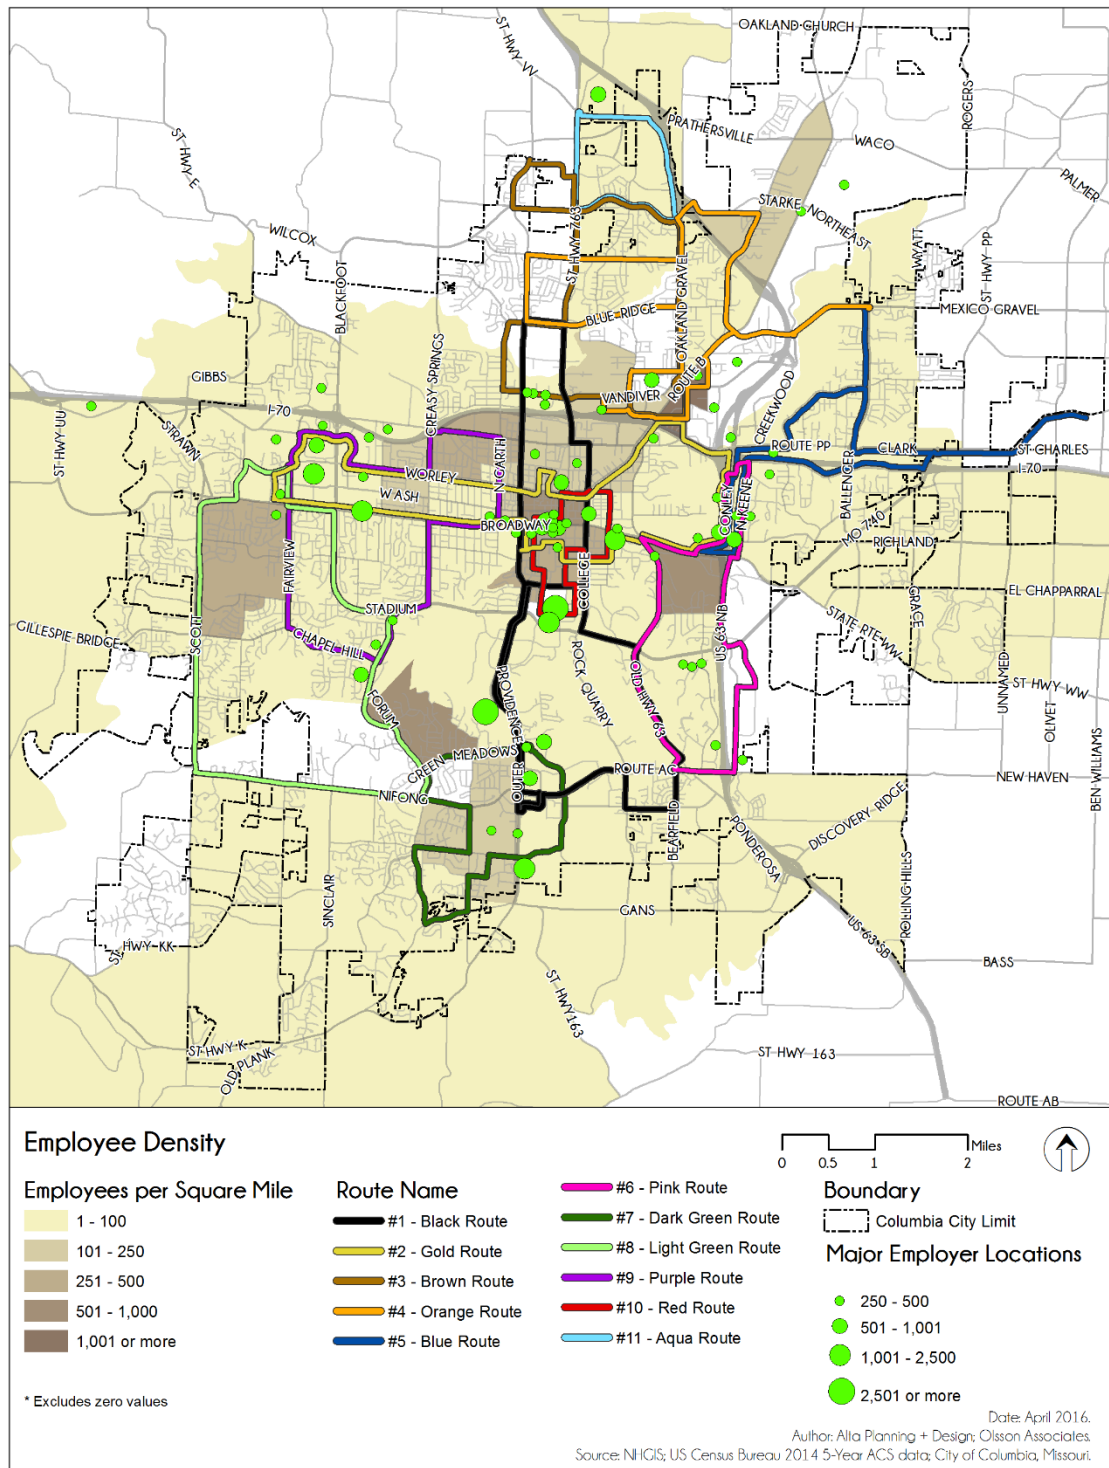 OAKLAND CHURCH
ST HWY VV
ROGERS
PRATHERSVILLE
WACO
ST HWY E
PALMER
STARKE NORTHEAST
WILCOX
ST HWY 763
WYATT
ST HWY PP
BLACKFOOT
OAKLAND GRAVEL
MEXICO GRAVEL
BLUE RIDGE
CREASY SPRINGS
GIBBS
ROUTE B
VANDIVER
I-70
CREEKWOOD
ST HWY UU
STRAWN
N GARTH
ROUTE PP
CLARK
ST CHARLES
I-70
WORLEY
BALLENGER
W ASH
CONLEY
N KEENE
BROADWAY
MO 740
RICHLAND
FAIRVIEW
COLLEGE
EL CHAPPARRAL
GRACE
STADIUM
STATE RTE WW
GILLESPIE BRIDGE
SCOTT
CHAPEL HILL
US 63 NB
ROCK QUARRY
OLD HWY 63
UNNAMED
ST HWY WW
PROVIDENCE
FORUM
OLIVET
BEN WILLIAMS
GREEN MEADOWS
OUTER
ROUTE AC
NEW HAVEN
NIFONG
DISCOVERY RIDGE
BEARFIELD
PONDEROSA
SINCLAIR
ROLLING HILLS
GANS
US 63 SB
ST HWY KK
BASS
ST HWY 163
ST HWY K
OLD PLANK
ST HWY 163
ROUTE AB
Employee Density
0 0.5 1 2 Miles
Employees per Square Mile
1 - 100
101 - 250
251 - 500
501 - 1,000
1,001 or more
* Excludes zero values
Route Name
#1 - Black Route
#2 - Gold Route
#3 - Brown Route
#4 - Orange Route
#5 - Blue Route
#6 - Pink Route
#7 - Dark Green Route
#8 - Light Green Route
#9 - Purple Route
#10 - Red Route
#11 - Aqua Route
Boundary
Columbia City Limit
Major Employer Locations
250 - 500
501 - 1,001
1,001 - 2,500
2,501 or more
Date: April 2016.
Author: Alta Planning + Design; Olsson Associates.
Source: NHGIS; US Census Bureau 2014 5-Year ACS data; City of Columbia, Missouri.